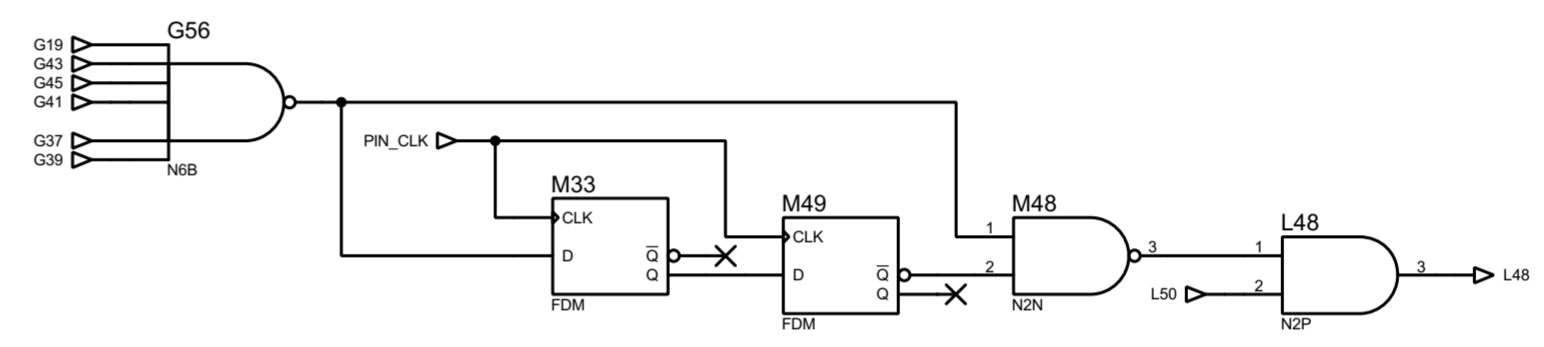 G56
G19
G43
G45
G41
G37
G39
N6B
PIN_CLK
M33
CLK
D
Q
Q
FDM
M49
CLK
D
Q
Q
FDM
M48
1
2
3
N2N
L50
L48
1
2
3
N2P
L48